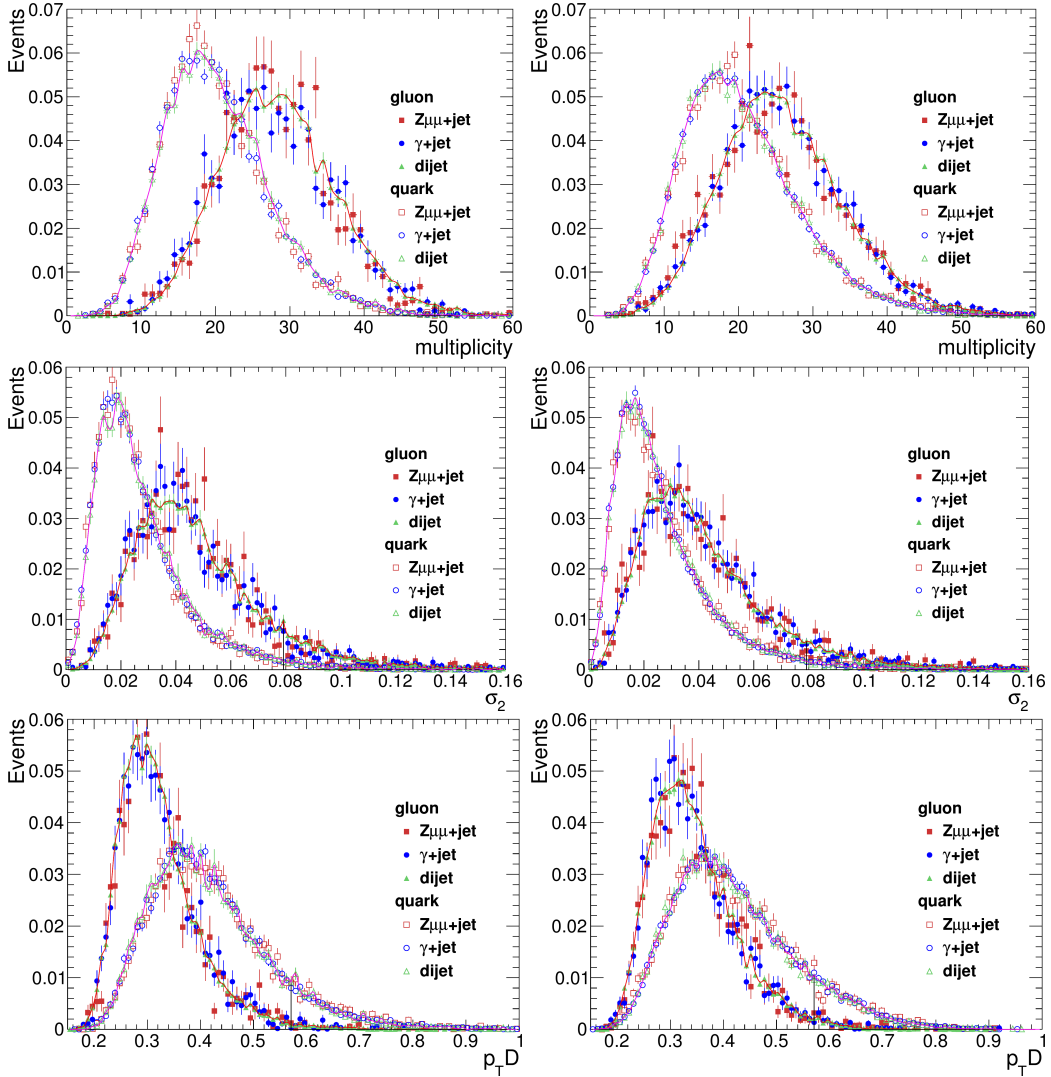 Events
0.07
0.06
0.05
0.04
0.03
0.02
0.01
0
gluon
Zμμ+jet
γ+jet
dijet
quark
Zμμ+jet
γ+jet
dijet
0 10 20 30 40 50 60
multiplicity
Events
0.07
0.06
0.05
0.04
0.03
0.02
0.01
0
gluon
Zμμ+jet
γ+jet
dijet
quark
Zμμ+jet
γ+jet
dijet
0 10 20 30 40 50 60
multiplicity
Events
0.06
0.05
0.04
0.03
0.02
0.01
0
gluon
Zμμ+jet
γ+jet
dijet
quark
Zμμ+jet
γ+jet
dijet
0 0.02 0.04 0.06 0.08 0.1 0.12 0.14 0.16
σ₂
Events
0.06
0.05
0.04
0.03
0.02
0.01
0
gluon
Zμμ+jet
γ+jet
dijet
quark
Zμμ+jet
γ+jet
dijet
0 0.02 0.04 0.06 0.08 0.1 0.12 0.14 0.16
σ₂
Events
0.06
0.05
0.04
0.03
0.02
0.01
0
gluon
Zμμ+jet
γ+jet
dijet
quark
Zμμ+jet
γ+jet
dijet
0.2 0.3 0.4 0.5 0.6 0.7 0.8 0.9 1
p_T D
Events
0.06
0.05
0.04
0.03
0.02
0.01
0
gluon
Zμμ+jet
γ+jet
dijet
quark
Zμμ+jet
γ+jet
dijet
0.2 0.3 0.4 0.5 0.6 0.7 0.8 0.9 1
p_T D